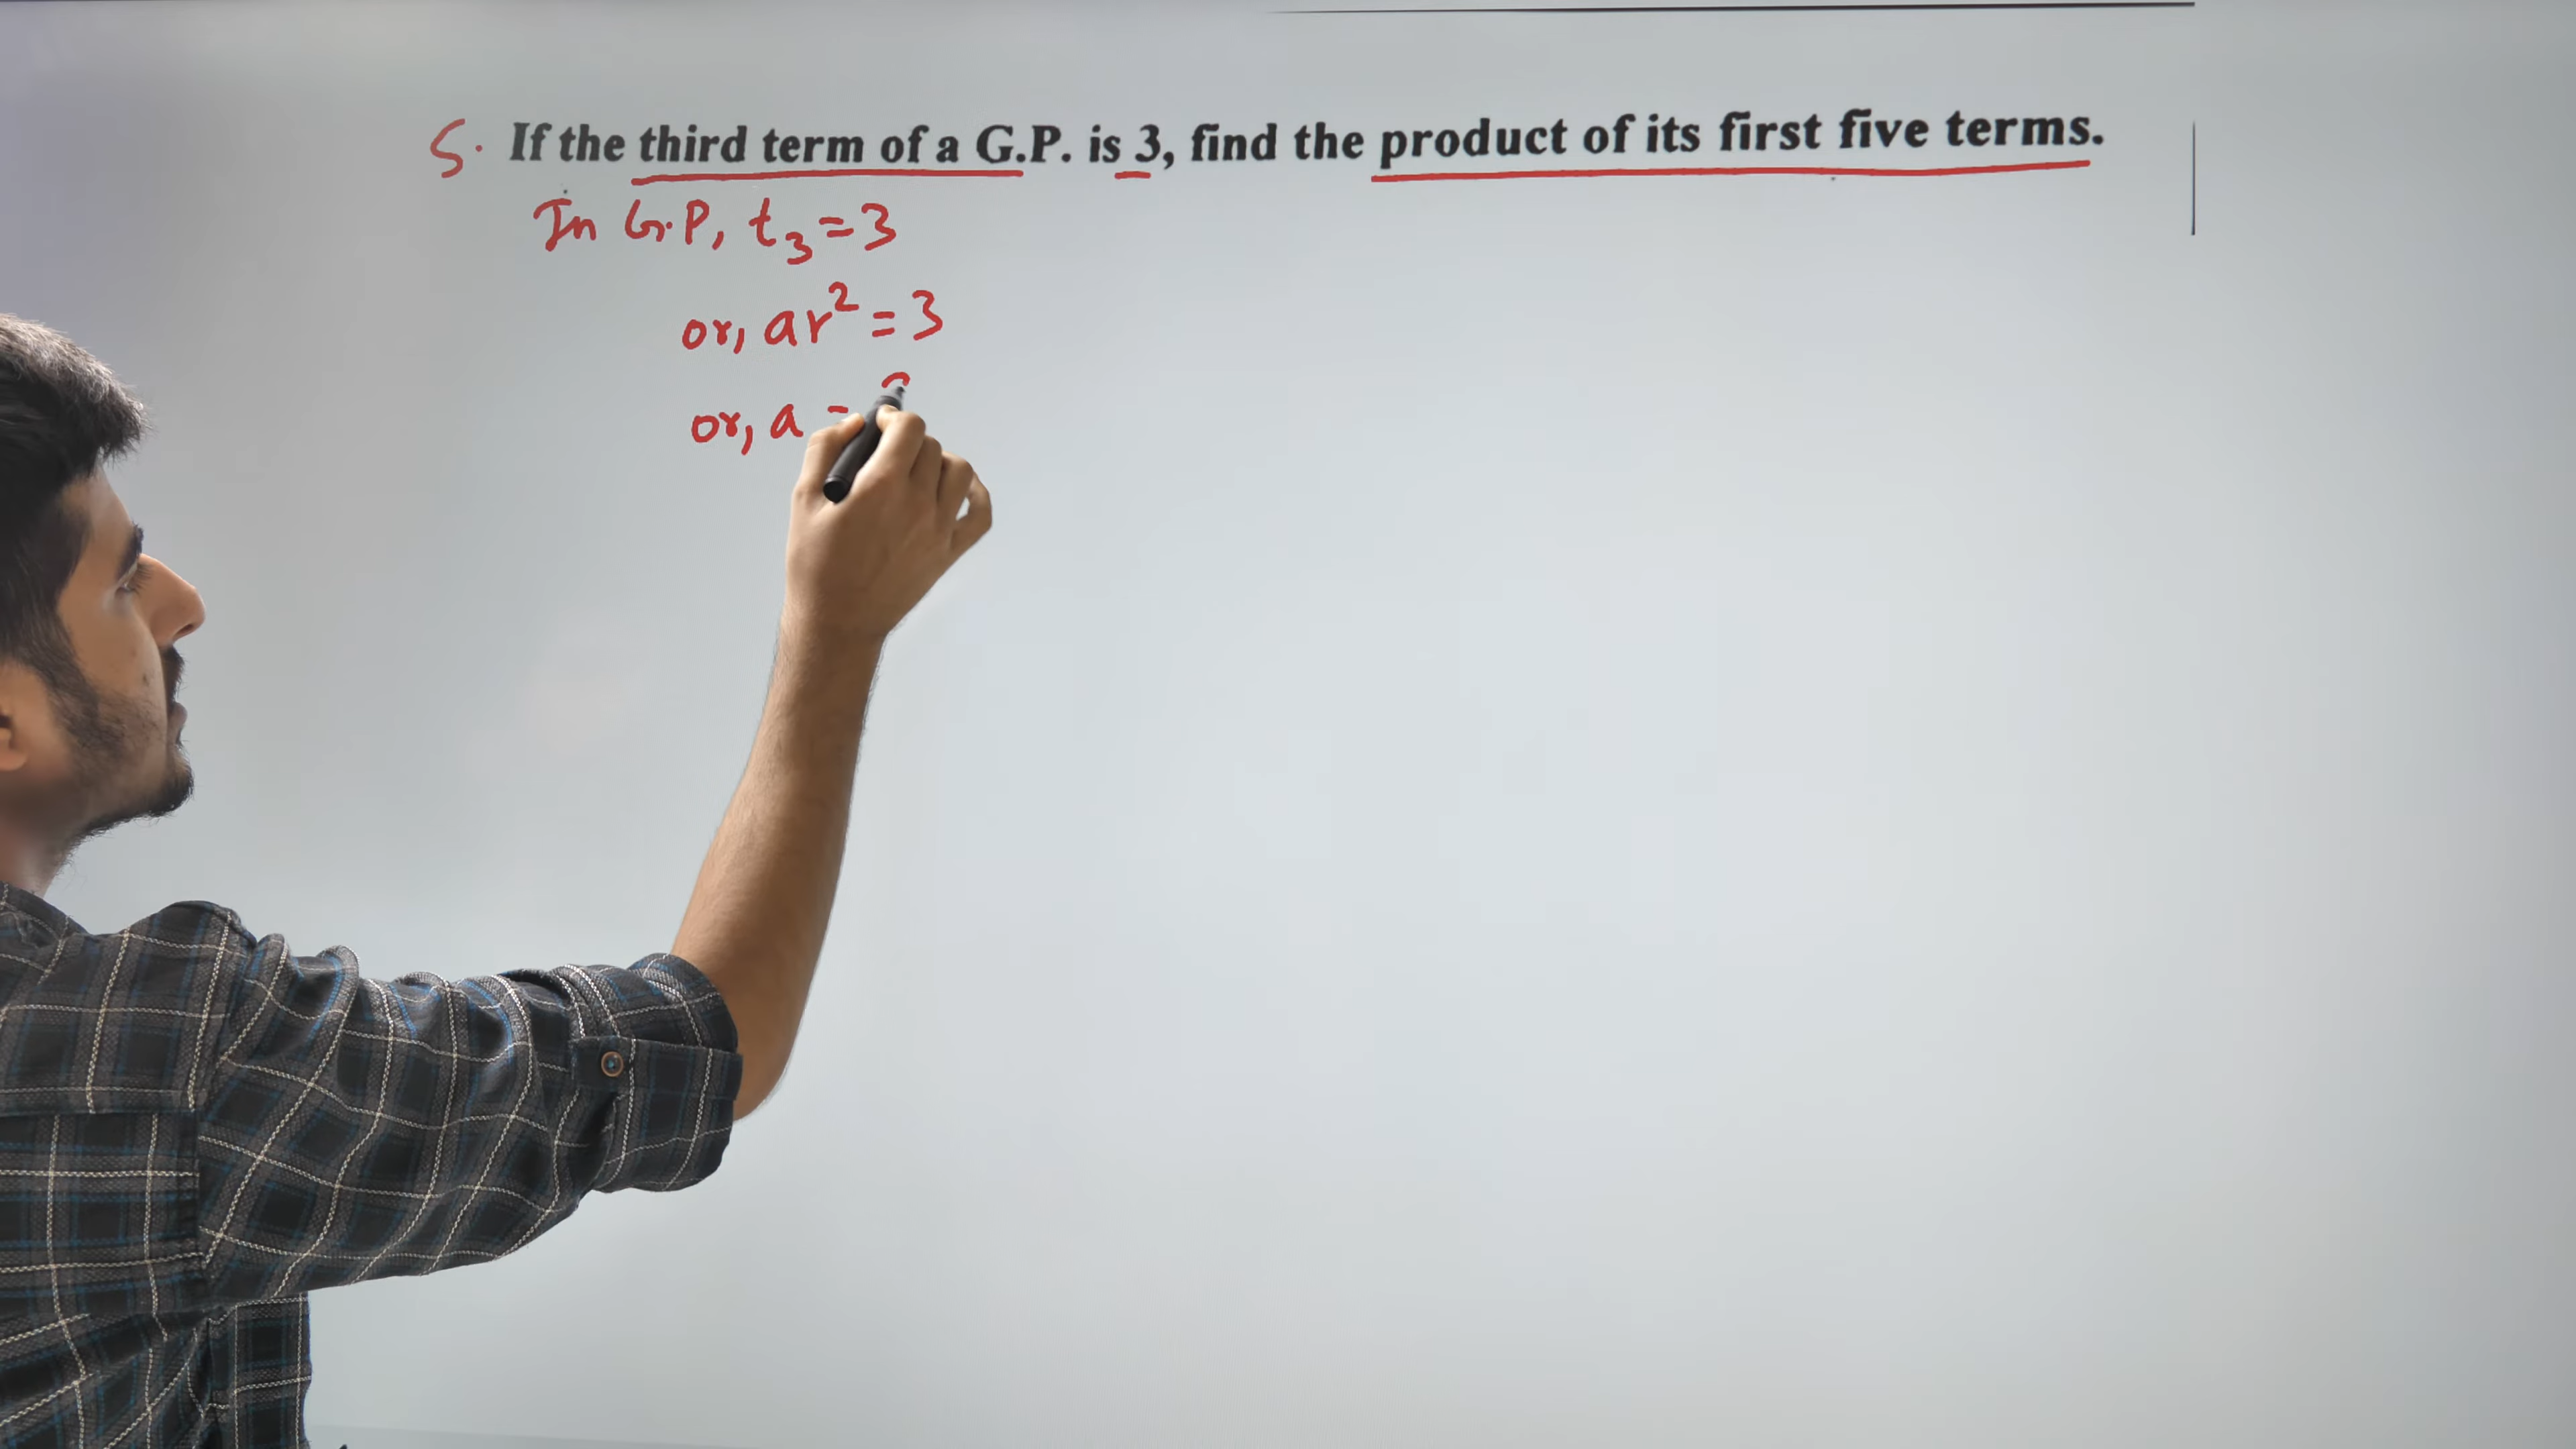 5. If the third term of a G.P. is 3, find the product of its first five terms.
In G.P, t₃=3
or, ar²=3
or, a =